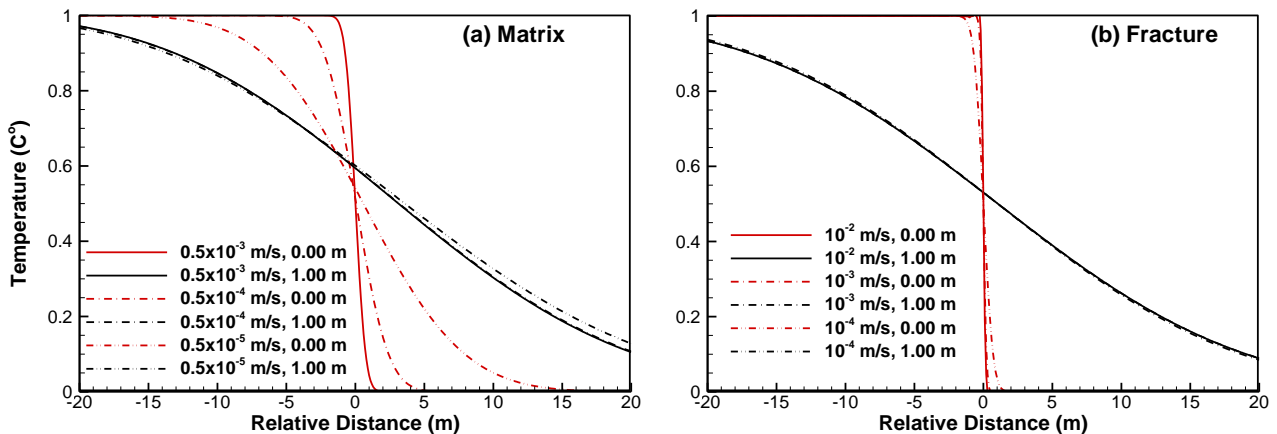 (a) Matrix
Temperature (C°)
1
0.8
0.6
0.4
0.2
0
0.5x10⁻³ m/s, 0.00 m
0.5x10⁻³ m/s, 1.00 m
0.5x10⁻⁴ m/s, 0.00 m
0.5x10⁻⁴ m/s, 1.00 m
0.5x10⁻⁵ m/s, 0.00 m
0.5x10⁻⁵ m/s, 1.00 m
-20 -15 -10 -5 0 5 10 15 20
Relative Distance (m)
(b) Fracture
1
0.8
0.6
0.4
0.2
0
10⁻² m/s, 0.00 m
10⁻² m/s, 1.00 m
10⁻³ m/s, 0.00 m
10⁻³ m/s, 1.00 m
10⁻⁴ m/s, 0.00 m
10⁻⁴ m/s, 1.00 m
-20 -15 -10 -5 0 5 10 15 20
Relative Distance (m)